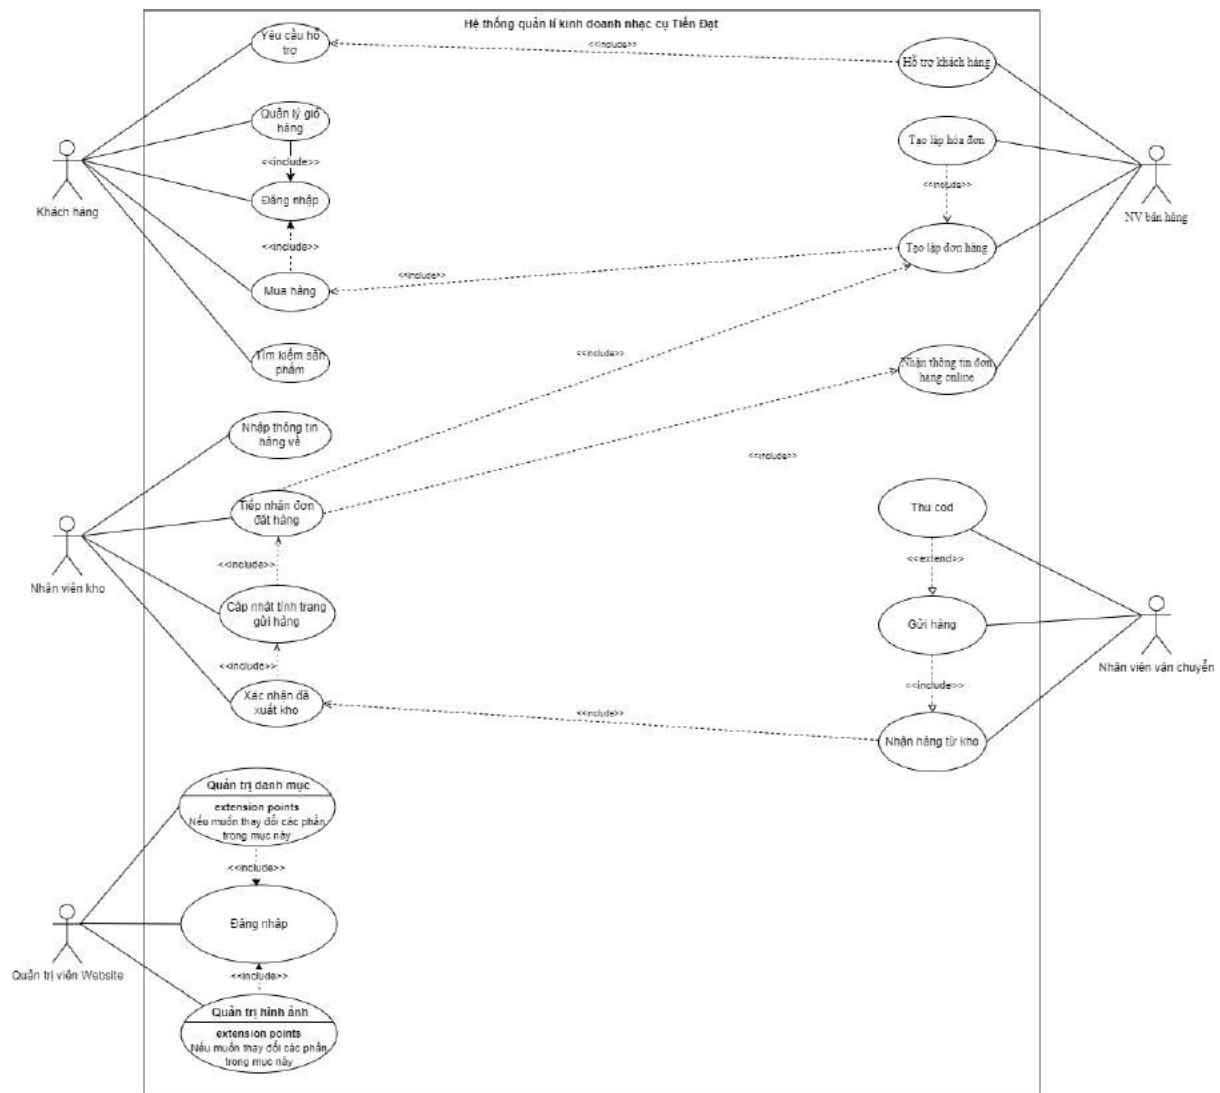 Hệ thống quản lí kinh doanh nhạc cụ Tiến Đạt
Yêu cầu hỗ
trợ
<<include>>
Hỗ trợ khách hàng
Quản lý giỏ
hàng
<<include>>
Đăng nhập
<<include>>
Mua hàng
Tìm kiếm sản
phẩm
Khách hàng
Tạo lập hóa đơn
<<include>>
Tạo lập đơn hàng
<<include>>
NV bán hàng
<<include>>
Nhận thông tin đơn
hàng online
Nhập thông tin
hàng về
<<include>>
Tiếp nhận đơn
đặt hàng
<<include>>
Cập nhật tình trạng
gửi hàng
<<include>>
Xác nhận đã
xuất kho
Nhân viên kho
Thu cod
<<extend>>
Gửi hàng
<<include>>
Nhận hàng từ kho
<<include>>
Nhân viên vận chuyển
Quản trị danh mục
extension points
Nếu muốn thay đổi các phần
trong mục này
<<include>>
Đăng nhập
<<include>>
Quản trị hình ảnh
extension points
Nếu muốn thay đổi các phần
trong mục này
Quản trị viên Website